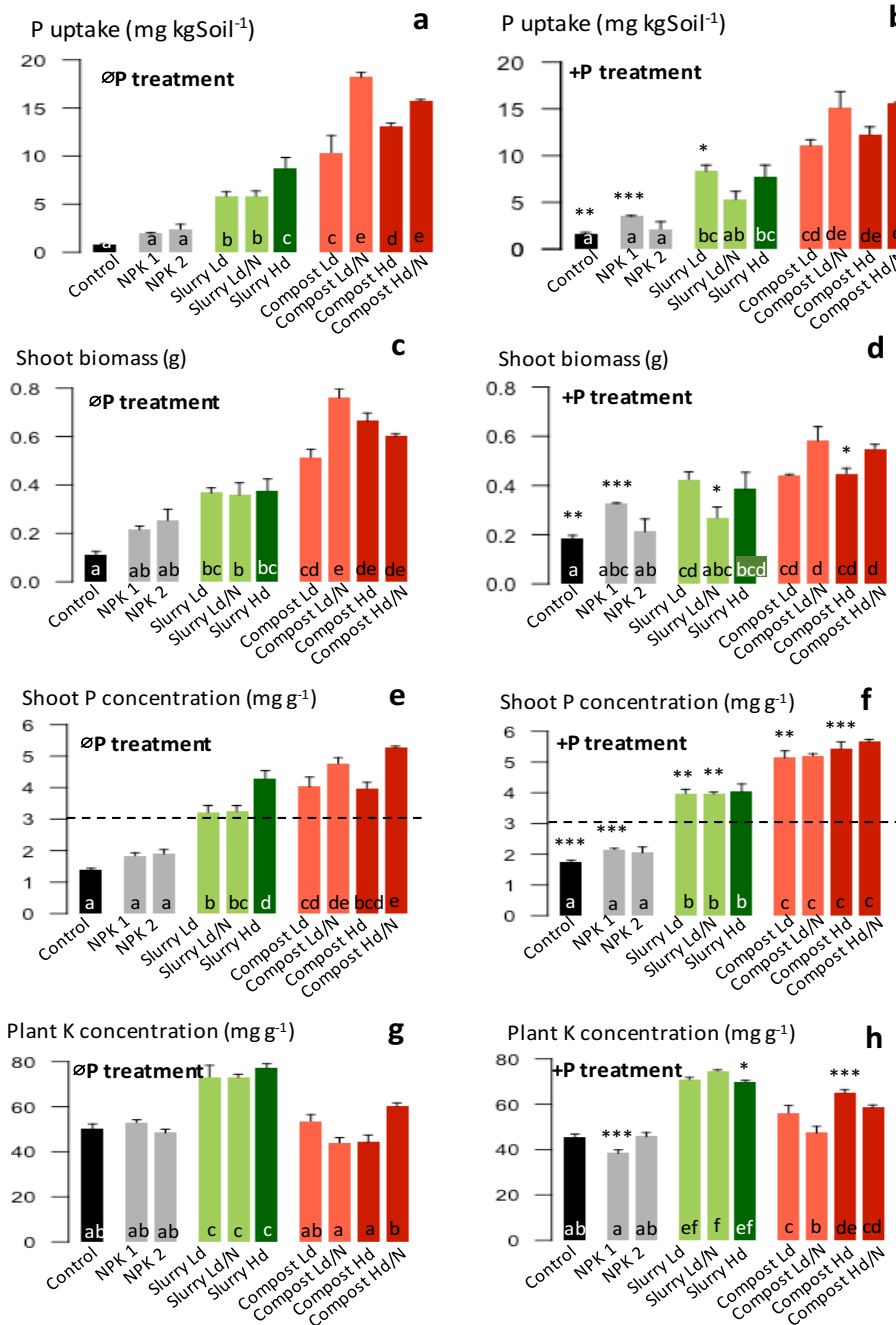 P uptake (mg kgSoil⁻¹)
a
∅P treatment
20
15
10
5
0
a
a
a
b
b
c
c
e
d
e
Control
NPK 1
NPK 2
Slurry Ld
Slurry Ld/N
Slurry Hd
Compost Ld
Compost Ld/N
Compost Hd
Compost Hd/N
P uptake (mg kgSoil⁻¹)
b
+P treatment
20
15
10
5
0
**
***
*
a
a
a
bc
ab
bc
cd
de
de
e
Control
NPK 1
NPK 2
Slurry Ld
Slurry Ld/N
Slurry Hd
Compost Ld
Compost Ld/N
Compost Hd
Compost Hd/N
Shoot biomass (g)
c
∅P treatment
0.8
0.6
0.4
0.2
0.0
a
ab
ab
bc
b
bc
cd
e
de
de
Control
NPK 1
NPK 2
Slurry Ld
Slurry Ld/N
Slurry Hd
Compost Ld
Compost Ld/N
Compost Hd
Compost Hd/N
Shoot biomass (g)
d
+P treatment
0.8
0.6
0.4
0.2
0.0
**
***
*
*
a
abc
ab
cd
abc
bcd
cd
d
cd
d
Control
NPK 1
NPK 2
Slurry Ld
Slurry Ld/N
Slurry Hd
Compost Ld
Compost Ld/N
Compost Hd
Compost Hd/N
Shoot P concentration (mg g⁻¹)
e
∅P treatment
6
5
4
3
2
1
0
a
a
a
b
bc
d
cd
de
bcd
e
Control
NPK 1
NPK 2
Slurry Ld
Slurry Ld/N
Slurry Hd
Compost Ld
Compost Ld/N
Compost Hd
Compost Hd/N
Shoot P concentration (mg g⁻¹)
f
+P treatment
6
5
4
3
2
1
0
***
***
**
**
**
***
a
a
a
b
b
b
c
c
c
c
Control
NPK 1
NPK 2
Slurry Ld
Slurry Ld/N
Slurry Hd
Compost Ld
Compost Ld/N
Compost Hd
Compost Hd/N
Plant K concentration (mg g⁻¹)
g
∅P treatment
80
60
40
20
0
ab
ab
ab
c
c
c
ab
a
a
b
Control
NPK 1
NPK 2
Slurry Ld
Slurry Ld/N
Slurry Hd
Compost Ld
Compost Ld/N
Compost Hd
Compost Hd/N
Plant K concentration (mg g⁻¹)
h
+P treatment
80
60
40
20
0
***
*
***
ab
a
ab
ef
f
ef
c
b
de
cd
Control
NPK 1
NPK 2
Slurry Ld
Slurry Ld/N
Slurry Hd
Compost Ld
Compost Ld/N
Compost Hd
Compost Hd/N